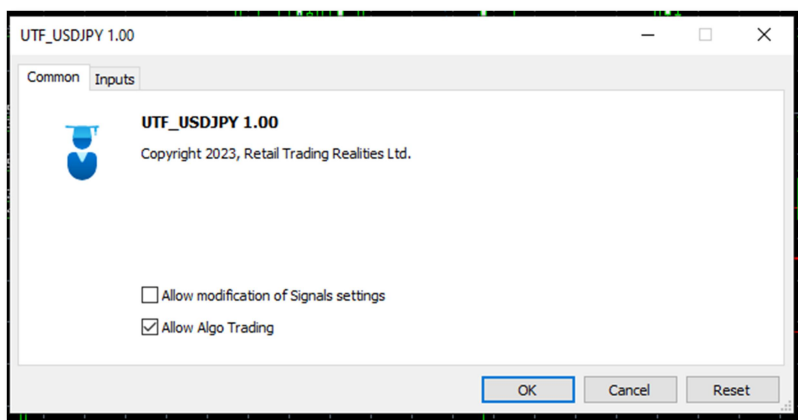 UTF_USDJPY 1.00
Common Inputs
UTF_USDJPY 1.00
Copyright 2023, Retail Trading Realities Ltd.
Allow modification of Signals settings
Allow Algo Trading
OK Cancel Reset